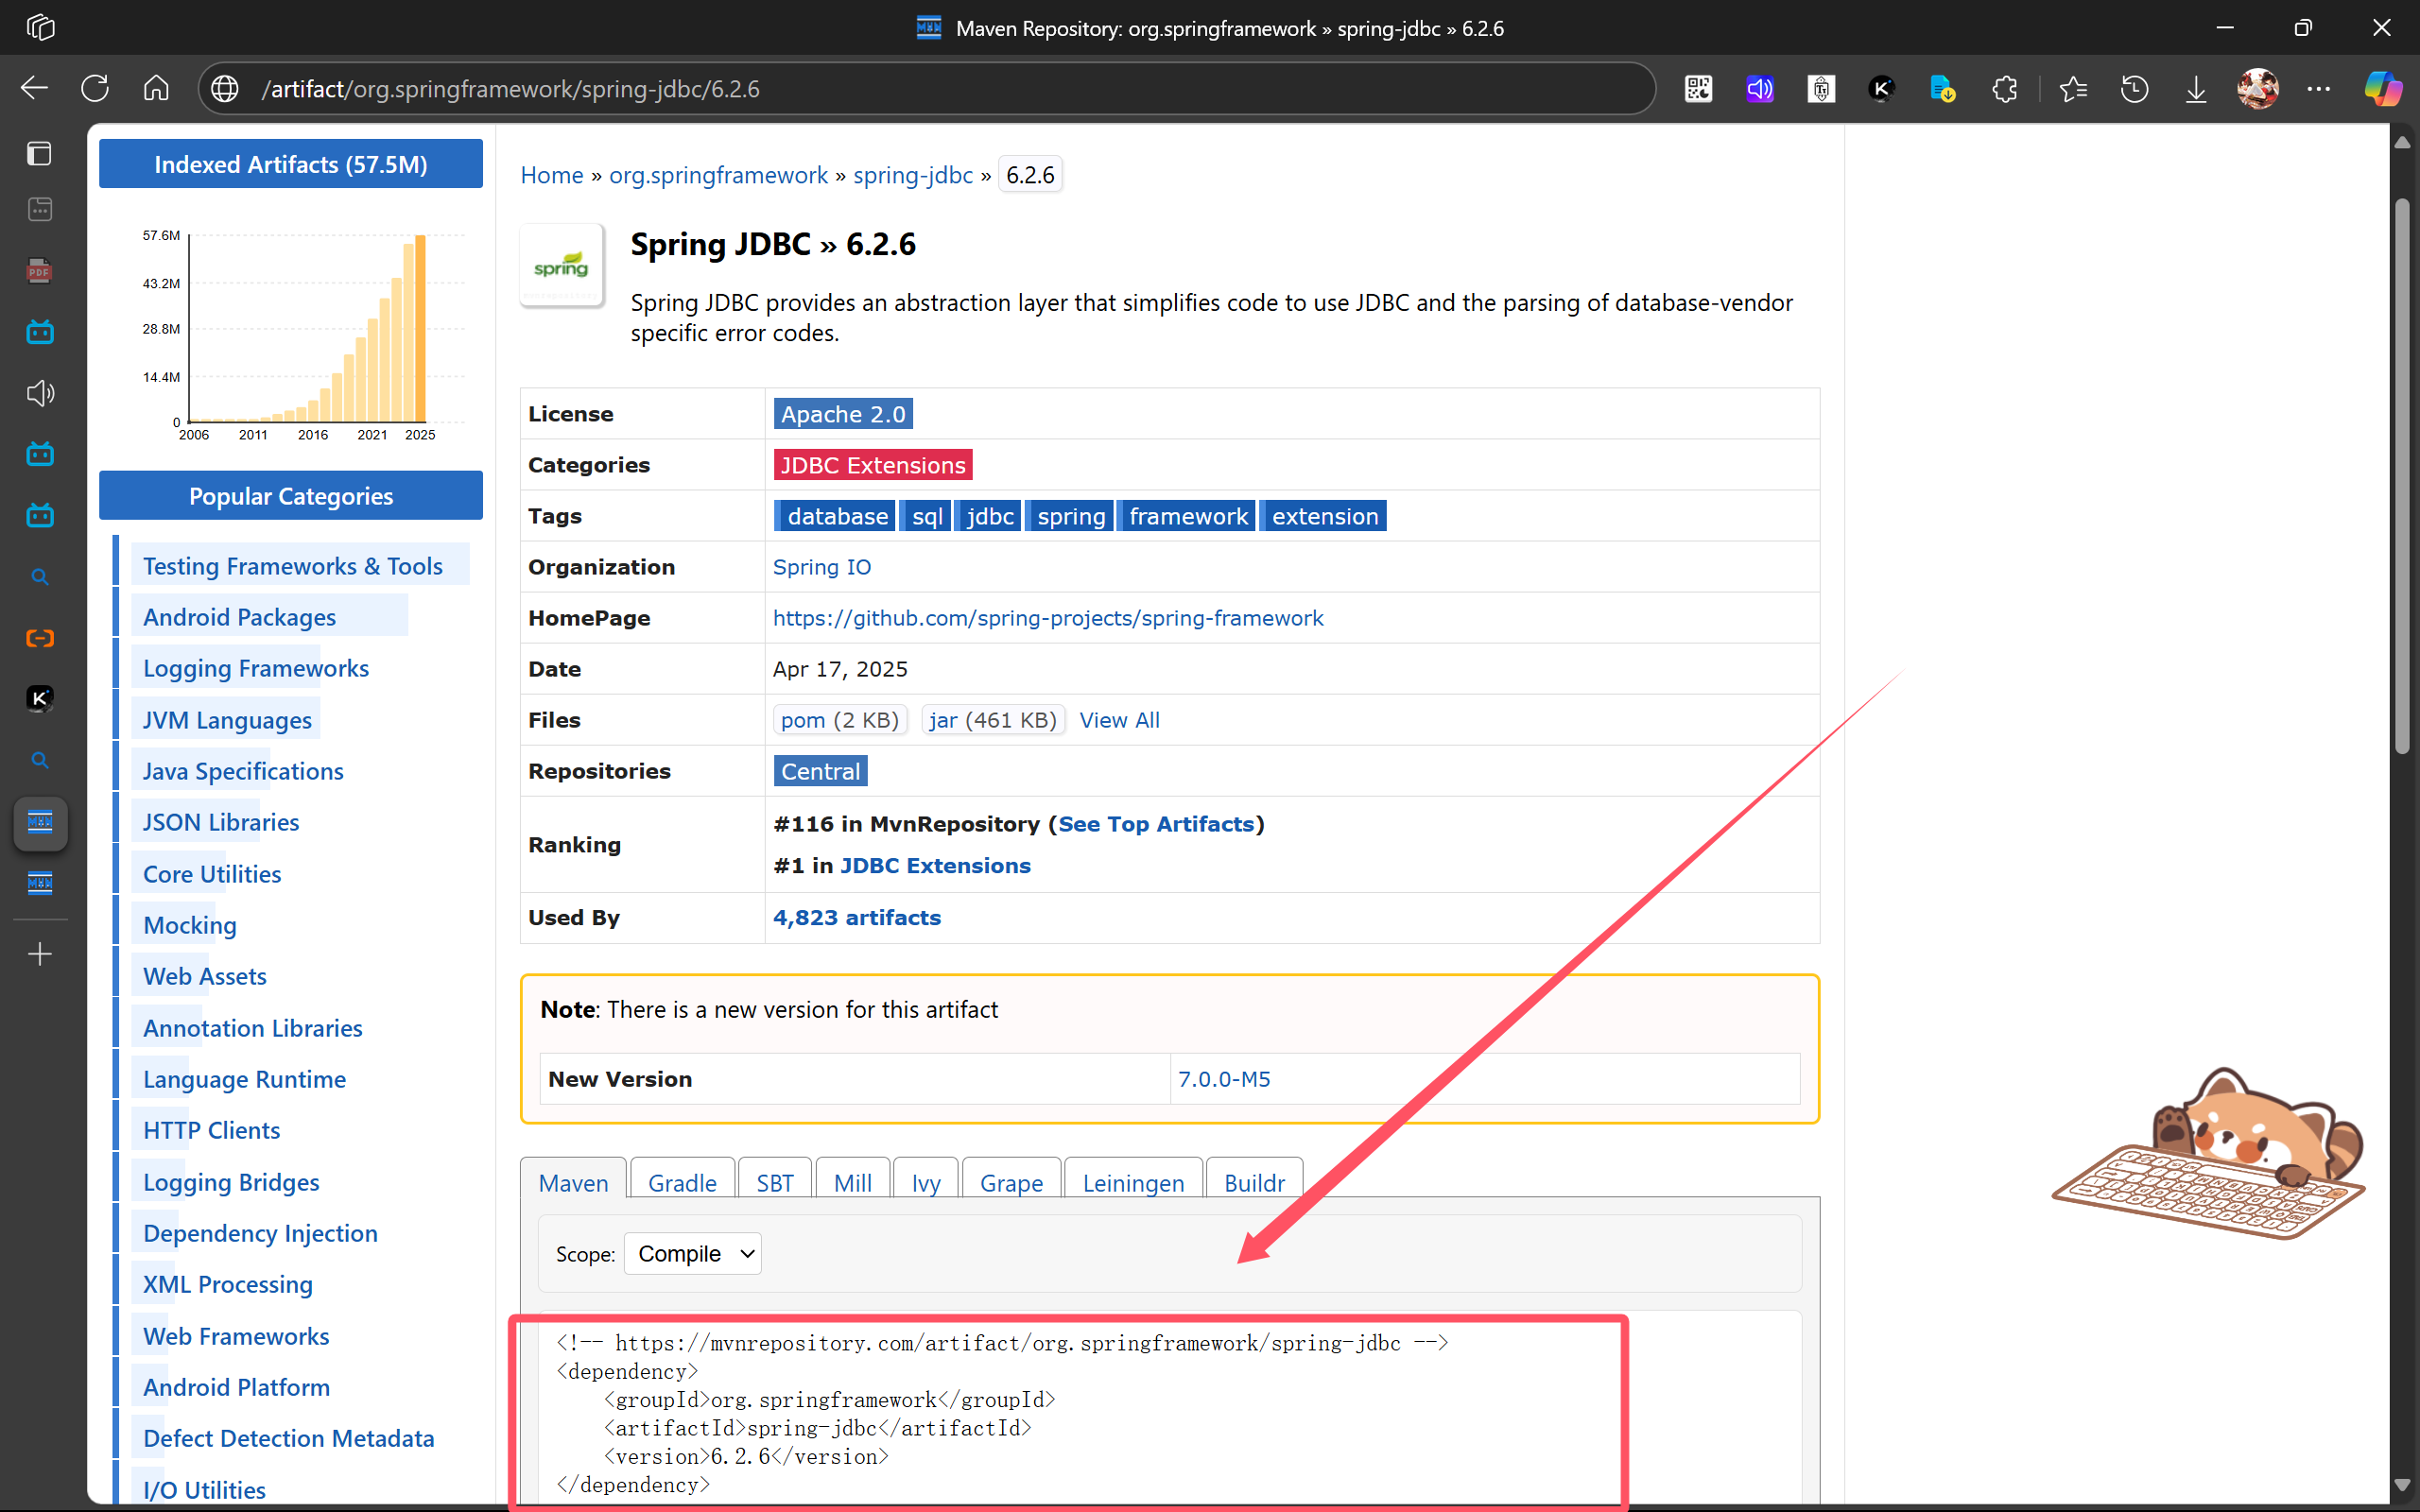 Maven Repository: org.springframework » spring-jdbc » 6.2.6
/artifact/org.springframework/spring-jdbc/6.2.6
Indexed Artifacts (57.5M)
57.6M
43.2M
28.8M
14.4M
0
2006 2011 2016 2021 2025
Popular Categories
Testing Frameworks & Tools
Android Packages
Logging Frameworks
JVM Languages
Java Specifications
JSON Libraries
Core Utilities
Mocking
Web Assets
Annotation Libraries
Language Runtime
HTTP Clients
Logging Bridges
Dependency Injection
XML Processing
Web Frameworks
Android Platform
Defect Detection Metadata
I/O Utilities
Home » org.springframework » spring-jdbc » 6.2.6
spring
Spring JDBC » 6.2.6
Spring JDBC provides an abstraction layer that simplifies code to use JDBC and the parsing of database-vendor
specific error codes.
License Apache 2.0
Categories JDBC Extensions
Tags database sql jdbc spring framework extension
Organization Spring IO
HomePage https://github.com/spring-projects/spring-framework
Date Apr 17, 2025
Files pom (2 KB) jar (461 KB) View All
Repositories Central
Ranking #116 in MvnRepository (See Top Artifacts)
#1 in JDBC Extensions
Used By 4,823 artifacts
Note: There is a new version for this artifact
New Version 7.0.0-M5
Maven Gradle SBT Mill Ivy Grape Leiningen Buildr
Scope: Compile
<!-- https://mvnrepository.com/artifact/org.springframework/spring-jdbc -->
<dependency>
    <groupId>org.springframework</groupId>
    <artifactId>spring-jdbc</artifactId>
    <version>6.2.6</version>
</dependency>